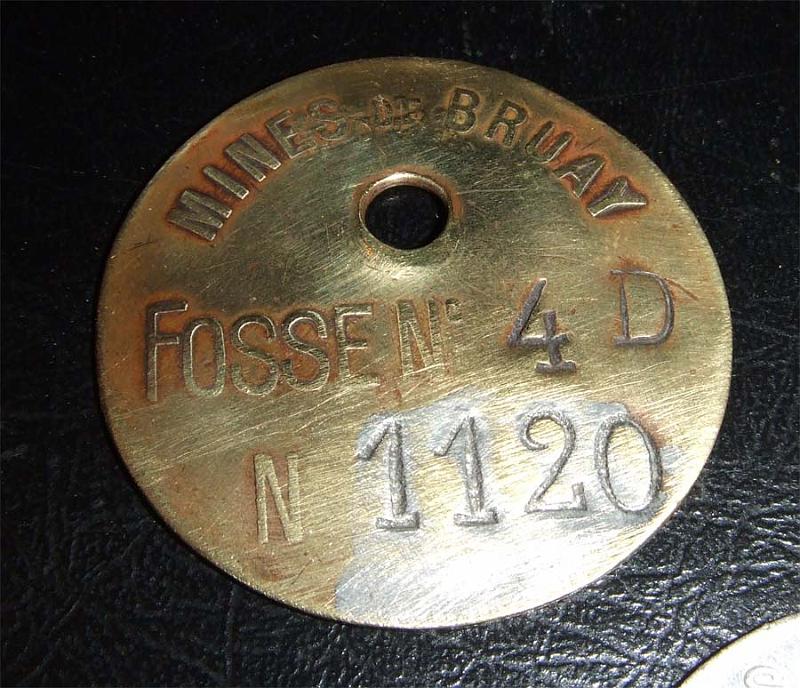 MINES DE BRUAY
FOSSE Nº 4 D
N 1120